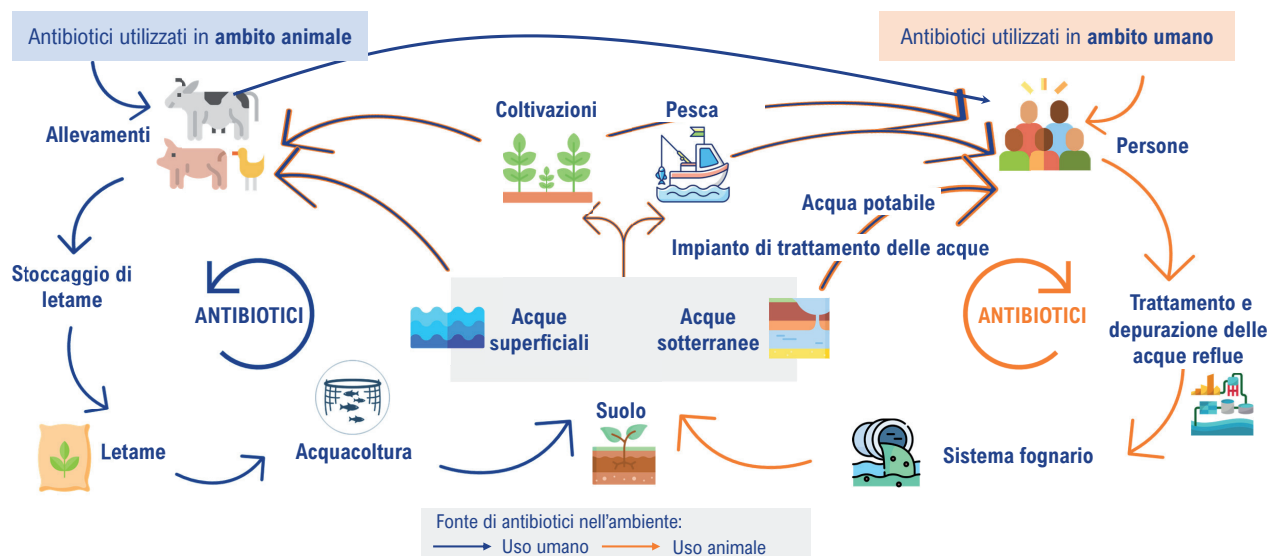 Antibiotici utilizzati in ambito animale
Antibiotici utilizzati in ambito umano
Allevamenti
Coltivazioni
Pesca
Persone
Acqua potabile
Impianto di trattamento delle acque
Stoccaggio di
letame
ANTIBIOTICI
Acque
superficiali
Acque
sotterranee
ANTIBIOTICI
Trattamento e
depurazione delle
acque reflue
Letame
Acquacoltura
Suolo
Sistema fognario
Fonte di antibiotici nell'ambiente:
Uso umano
Uso animale